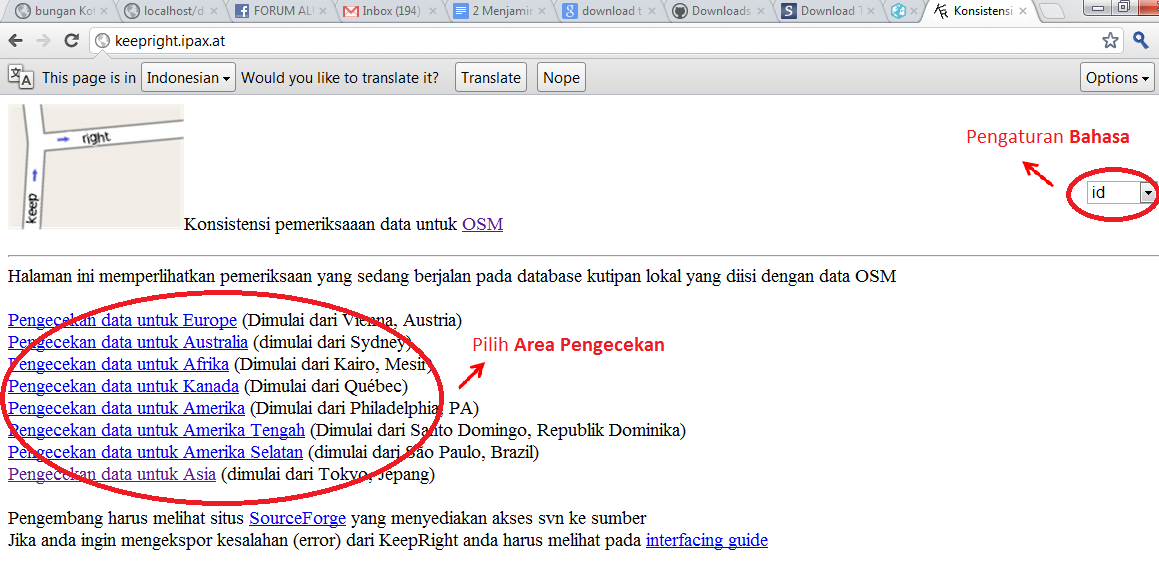 bungan Kot
localhost/d
FORUM AL
Inbox (194)
2 Menjamir
download t
Downloads
Download T
Konsistensi
keepright.ipax.at
This page is in Indonesian Would you like to translate it? Translate Nope Options
right
keep
Pengaturan Bahasa
id
Konsistensi pemeriksaaan data untuk OSM
Halaman ini memperlihatkan pemeriksaan yang sedang berjalan pada database kutipan lokal yang diisi dengan data OSM
Pengecekan data untuk Europe (Dimulai dari Vienna, Austria)
Pengecekan data untuk Australia (dimulai dari Sydney)
Pengecekan data untuk Afrika (Dimulai dari Kairo, Mesir)
Pengecekan data untuk Kanada (Dimulai dari Québec)
Pengecekan data untuk Amerika (Dimulai dari Philadelphia, PA)
Pengecekan data untuk Amerika Tengah (Dimulai dari Santo Domingo, Republik Dominika)
Pengecekan data untuk Amerika Selatan (dimulai dari São Paulo, Brazil)
Pengecekan data untuk Asia (dimulai dari Tokyo, Jepang)
Pilih Area Pengecekan
Pengembang harus melihat situs SourceForge yang menyediakan akses svn ke sumber
Jika anda ingin mengekspor kesalahan (error) dari KeepRight anda harus melihat pada interfacing guide